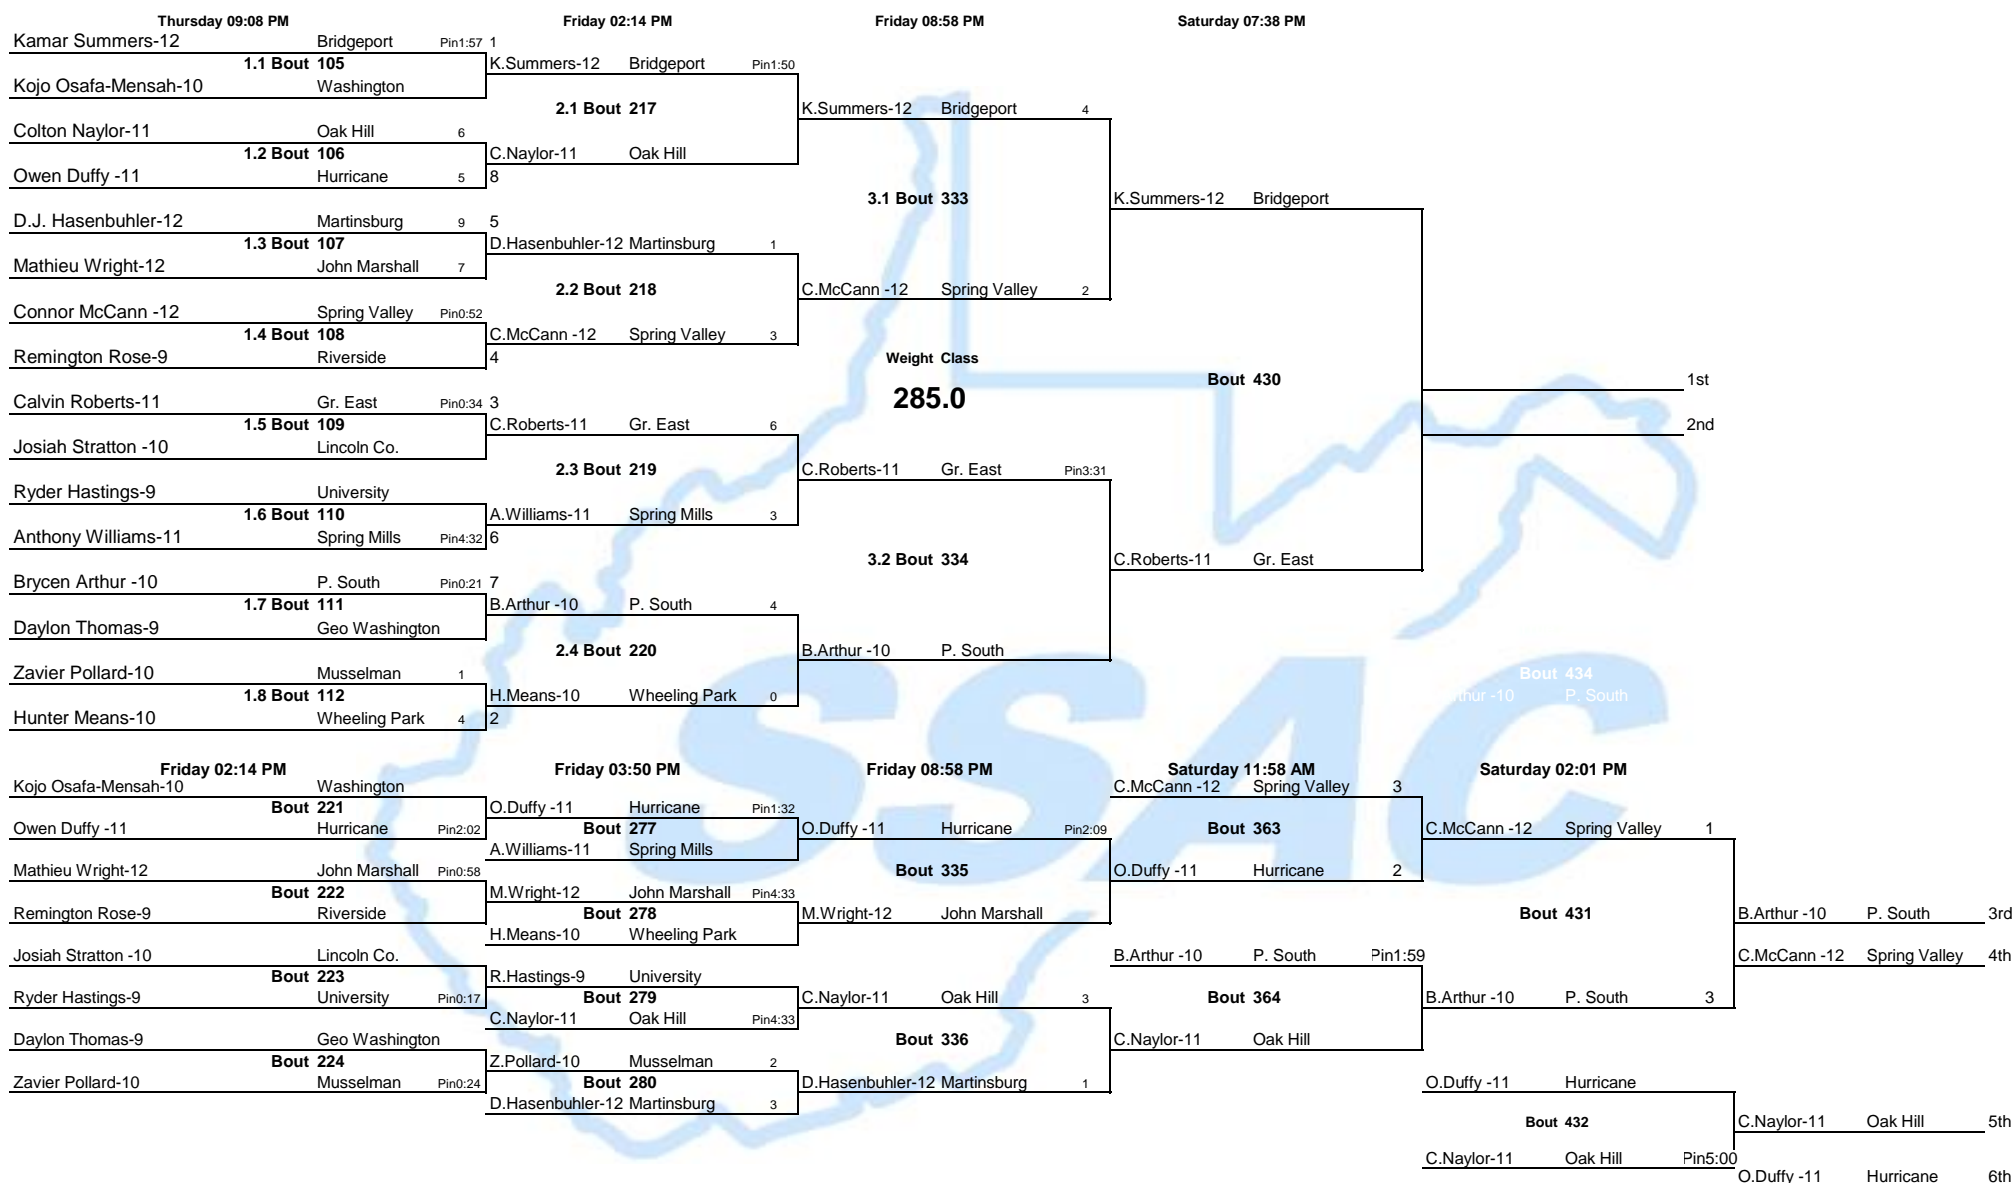 Thursday 09:08 PM Friday 02:14 PM Friday 08:58 PM Saturday 07:38 PM
Kamar Summers-12 Bridgeport Pin1:57 1
1.1 Bout 105 K.Summers-12 Bridgeport Pin1:50
Kojo Osafa-Mensah-10 Washington
2.1 Bout 217 K.Summers-12 Bridgeport 4
Colton Naylor-11 Oak Hill 6
1.2 Bout 106 C.Naylor-11 Oak Hill
Owen Duffy -11 Hurricane 5 8
3.1 Bout 333 K.Summers-12 Bridgeport
D.J. Hasenbuhler-12 Martinsburg 9 5
1.3 Bout 107 D.Hasenbuhler-12 Martinsburg 1
Mathieu Wright-12 John Marshall 7
2.2 Bout 218 C.McCann -12 Spring Valley 2
Connor McCann -12 Spring Valley Pin0:52
1.4 Bout 108 C.McCann -12 Spring Valley 3
Remington Rose-9 Riverside 4 Weight Class
Bout 430 1st
Calvin Roberts-11 Gr. East Pin0:34 3 285.0
1.5 Bout 109 C.Roberts-11 Gr. East 6 2nd
Josiah Stratton -10 Lincoln Co.
2.3 Bout 219 C.Roberts-11 Gr. East Pin3:31
Ryder Hastings-9 University
1.6 Bout 110 A.Williams-11 Spring Mills 3
Anthony Williams-11 Spring Mills Pin4:32 6
3.2 Bout 334 C.Roberts-11 Gr. East
Brycen Arthur -10 P. South Pin0:21 7
1.7 Bout 111 B.Arthur -10 P. South 4
Daylon Thomas-9 Geo Washington
2.4 Bout 220 B.Arthur -10 P. South
Zavier Pollard-10 Musselman 1 Bout 434
1.8 Bout 112 H.Means-10 Wheeling Park 0 P. South
Hunter Means-10 Wheeling Park 4 2
SSAC
Friday 02:14 PM Friday 03:50 PM Friday 08:58 PM Saturday 11:58 AM Saturday 02:01 PM
Kojo Osafa-Mensah-10 Washington C.McCann -12 Spring Valley 3
Bout 221 O.Duffy -11 Hurricane Pin1:32
Owen Duffy -11 Hurricane Pin2:02 Bout 277 O.Duffy -11 Hurricane Pin2:09 Bout 363 C.McCann -12 Spring Valley 1
A.Williams-11 Spring Mills
Mathieu Wright-12 John Marshall Pin0:58 Bout 335 O.Duffy -11 Hurricane 2
Bout 222 M.Wright-12 John Marshall Pin4:33
Remington Rose-9 Riverside Bout 278 M.Wright-12 John Marshall Bout 431 B.Arthur -10 P. South 3rd
H.Means-10 Wheeling Park
Josiah Stratton -10 Lincoln Co. B.Arthur -10 P. South Pin1:59 C.McCann -12 Spring Valley 4th
Bout 223 R.Hastings-9 University
Ryder Hastings-9 University Pin0:17 Bout 279 C.Naylor-11 Oak Hill 3 Bout 364 B.Arthur -10 P. South 3
C.Naylor-11 Oak Hill Pin4:33
Daylon Thomas-9 Geo Washington Bout 336 C.Naylor-11 Oak Hill
Bout 224 Z.Pollard-10 Musselman 2
Zavier Pollard-10 Musselman Pin0:24 Bout 280 D.Hasenbuhler-12 Martinsburg 1 O.Duffy -11 Hurricane
D.Hasenbuhler-12 Martinsburg 3
Bout 432 C.Naylor-11 Oak Hill 5th
C.Naylor-11 Oak Hill Pin5:00
O.Duffy -11 Hurricane 6th